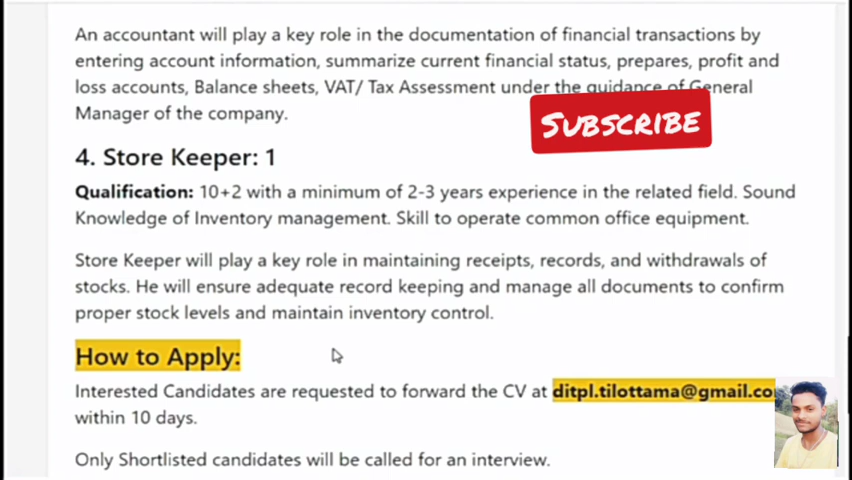 An accountant will play a key role in the documentation of financial transactions by
entering account information, summarize current financial status, prepares, profit and
loss accounts, Balance sheets, VAT/ Tax Assessment under the guidance of General
Manager of the company.
SUBSCRIBE
4. Store Keeper: 1
Qualification: 10+2 with a minimum of 2-3 years experience in the related field. Sound
Knowledge of Inventory management. Skill to operate common office equipment.
Store Keeper will play a key role in maintaining receipts, records, and withdrawals of
stocks. He will ensure adequate record keeping and manage all documents to confirm
proper stock levels and maintain inventory control.
How to Apply:
Interested Candidates are requested to forward the CV at ditpl.tilottama@gmail.co
within 10 days.
Only Shortlisted candidates will be called for an interview.